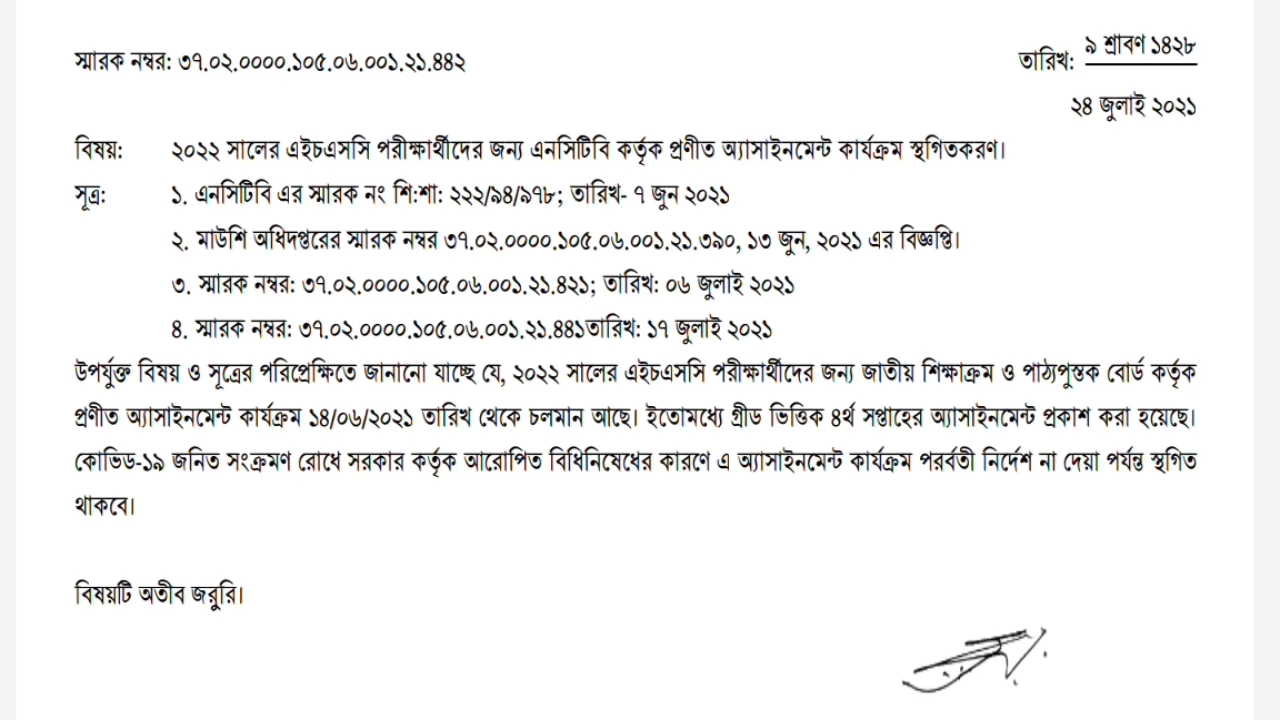 স্মারক নম্বর: ৩৭.০২.০০০০.১০৫.০৬.০০১.২১.৪৪২
তারিখ: ৯ শ্রাবণ ১৪২৮
২৪ জুলাই ২০২১
বিষয়: ২০২২ সালের এইচএসসি পরীক্ষার্থীদের জন্য এনসিটিবি কর্তৃক প্রণীত অ্যাসাইনমেন্ট কার্যক্রম স্থগিতকরণ।
সূত্র: ১. এনসিটিবি এর স্মারক নং শি:শা: ২২২/৯৪/৯৭৮; তারিখ- ৭ জুন ২০২১
২. মাউশি অধিদপ্তরের স্মারক নম্বর ৩৭.০২.০০০০.১০৫.০৬.০০১.২১.৩৯০, ১৩ জুন, ২০২১ এর বিজ্ঞপ্তি।
৩. স্মারক নম্বর: ৩৭.০২.০০০০.১০৫.০৬.০০১.২১.৪২১; তারিখ: ০৬ জুলাই ২০২১
৪. স্মারক নম্বর: ৩৭.০২.০০০০.১০৫.০৬.০০১.২১.৪৪১তারিখ: ১৭ জুলাই ২০২১
উপর্যুক্ত বিষয় ও সূত্রের পরিপ্রেক্ষিতে জানানো যাচ্ছে যে, ২০২২ সালের এইচএসসি পরীক্ষার্থীদের জন্য জাতীয় শিক্ষাক্রম ও পাঠ্যপুস্তক বোর্ড কর্তৃক
প্রণীত অ্যাসাইনমেন্ট কার্যক্রম ১৪/০৬/২০২১ তারিখ থেকে চলমান আছে। ইতোমধ্যে গ্রীড ভিত্তিক ৪র্থ সপ্তাহের অ্যাসাইনমেন্ট প্রকাশ করা হয়েছে।
কোভিড-১৯ জনিত সংক্রমণ রোধে সরকার কর্তৃক আরোপিত বিধিনিষেধের কারণে এ অ্যাসাইনমেন্ট কার্যক্রম পরবর্তী নির্দেশ না দেয়া পর্যন্ত স্থগিত
থাকবে।
বিষয়টি অতীব জরুরি।